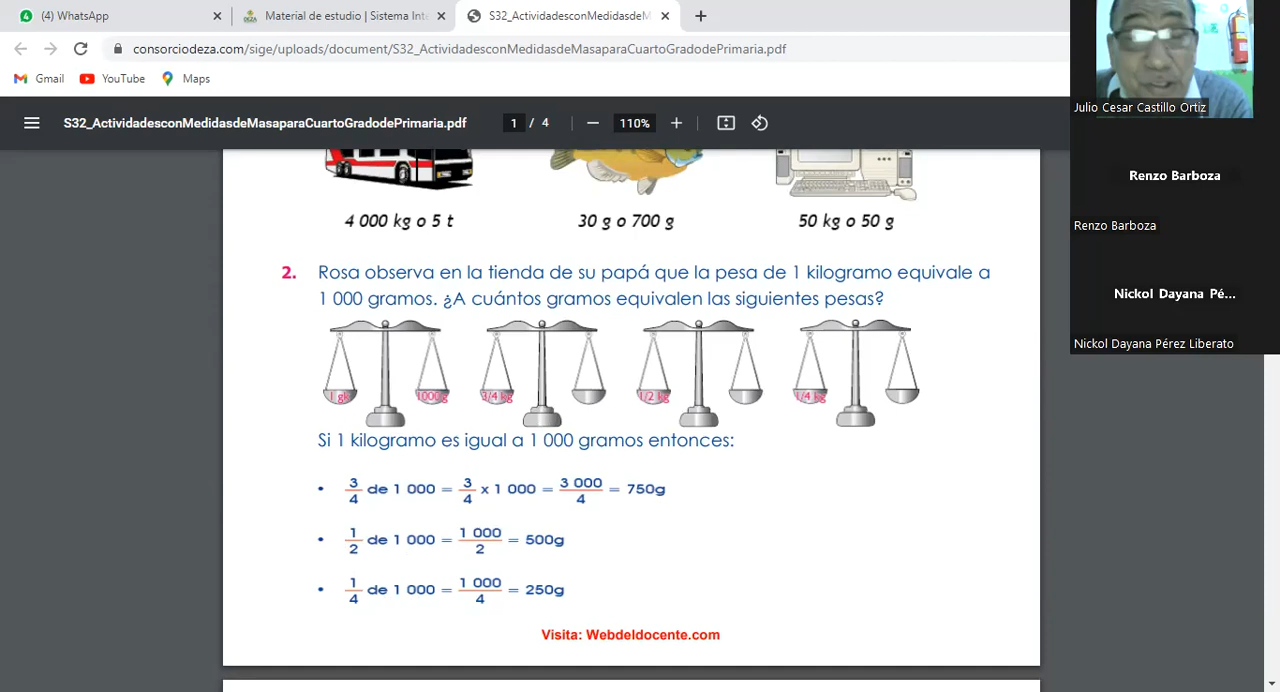 (4) WhatsApp
Material de estudio | Sistema Inte
S32_ActividadesconMedidasdeM
consorciodeza.com/sige/uploads/document/S32_ActividadesconMedidasdeMasaparaCuartoGradodePrimaria.pdf
Gmail YouTube Maps
S32_ActividadesconMedidasdeMasaparaCuartoGradodePrimaria.pdf 1 / 4 110%
Julio Cesar Castillo Ortiz
Renzo Barboza
Renzo Barboza
Nickol Dayana Pé...
Nickol Dayana Pérez Liberato
4 000 kg o 5 t 30 g o 700 g 50 kg o 50 g
2. Rosa observa en la tienda de su papá que la pesa de 1 kilogramo equivale a
1 000 gramos. ¿A cuántos gramos equivalen las siguientes pesas?
1 gk 1000g 3/4 kg 1/2 kg 1/4 kg
Si 1 kilogramo es igual a 1 000 gramos entonces:
• 3/4 de 1 000 = 3/4 x 1 000 = 3 000/4 = 750g
• 1/2 de 1 000 = 1 000/2 = 500g
• 1/4 de 1 000 = 1 000/4 = 250g
Visita: Webdeldocente.com